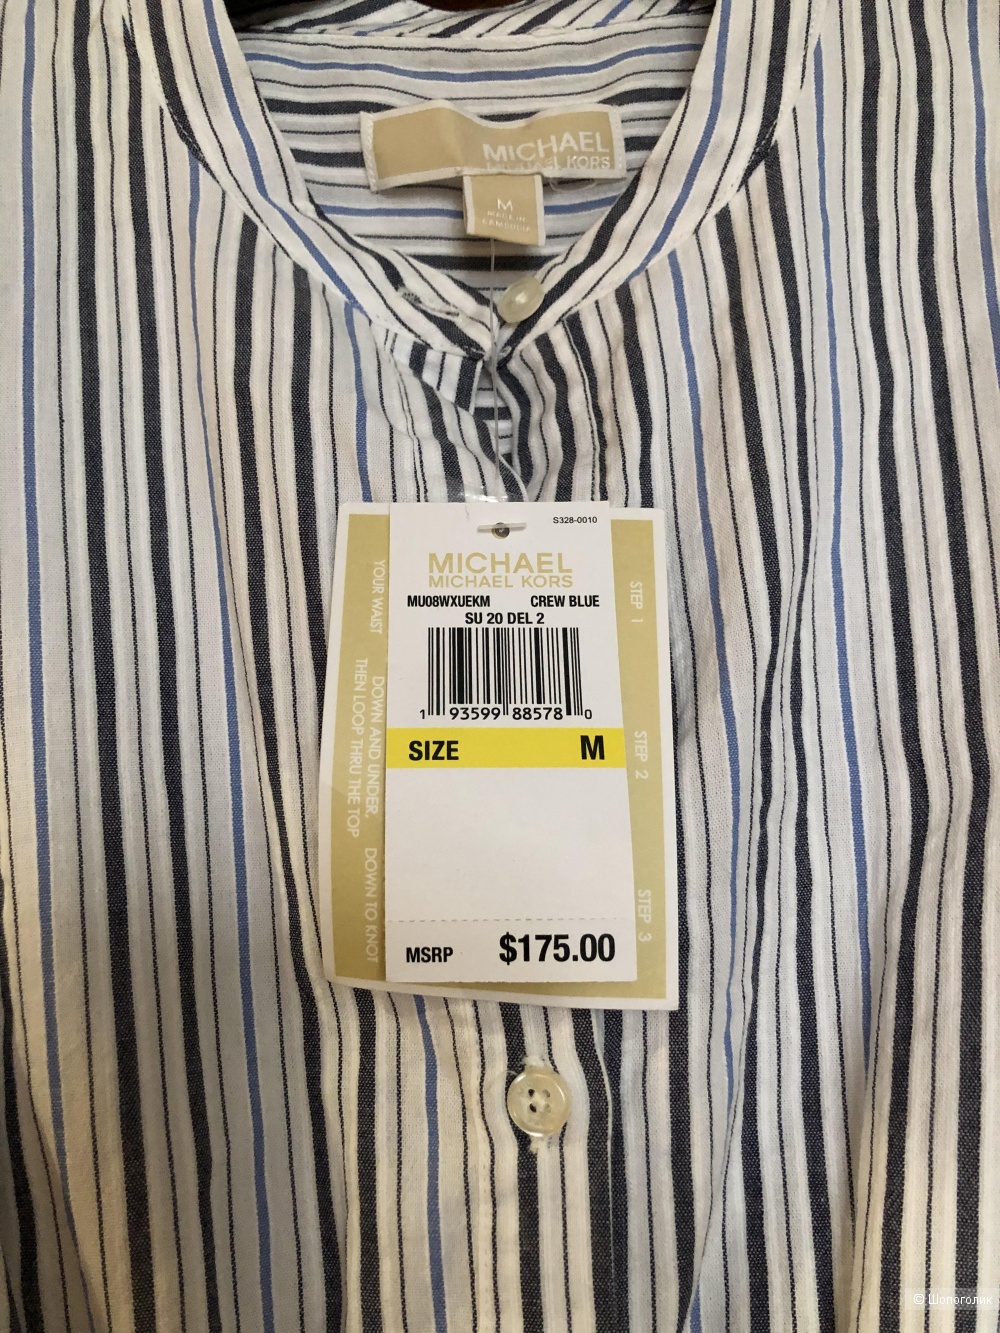 MICHAEL
MICHAEL KORS
M
MADE IN
S328-0010
MICHAEL
MICHAEL KORS
MU08WXUEKM CREW BLUE
SU 20 DEL 2
1 93599 88578 0
SIZE M
MSRP $175.00
YOUR WAIST
DOWN AND UNDER,
THEN LOOP THRU THE TOP
DOWN TO KNOT
STEP 1
STEP 2
STEP 3
© Шопоголик